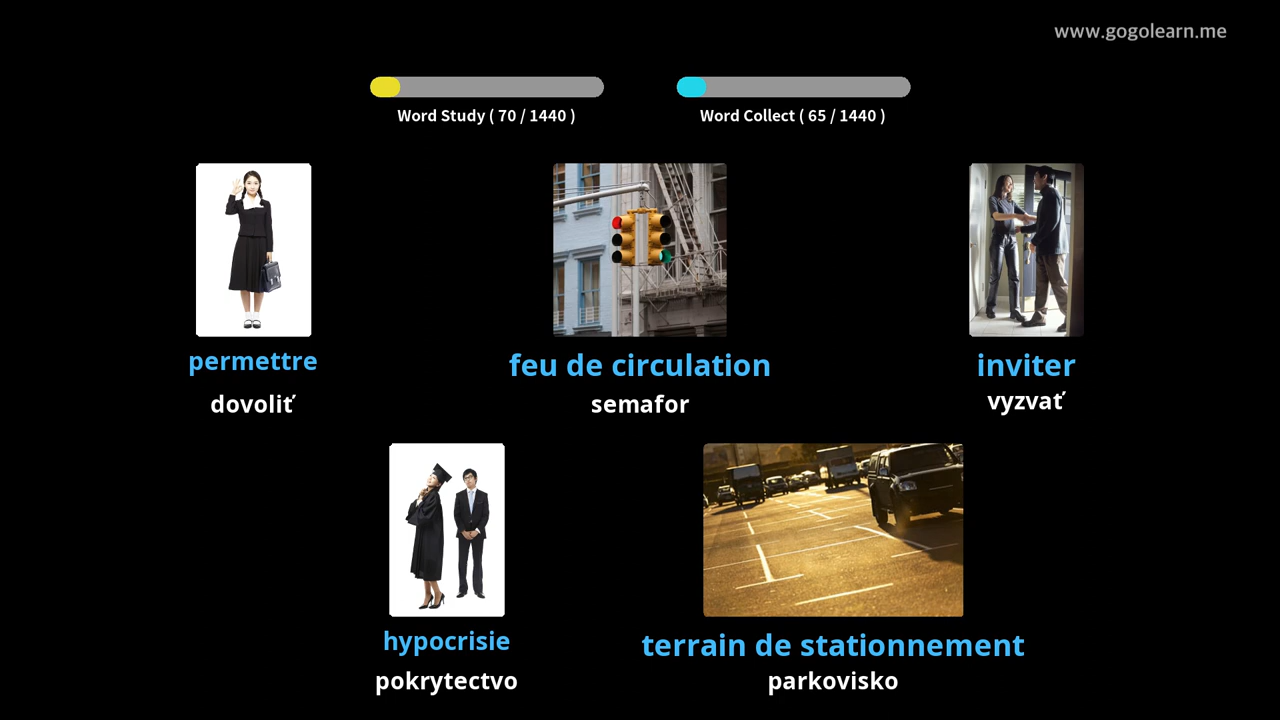 www.gogolearn.me
Word Study ( 70 / 1440 )
Word Collect ( 65 / 1440 )
permettre
dovoliť
feu de circulation
semafor
inviter
vyzvať
hypocrisie
pokrytectvo
terrain de stationnement
parkovisko